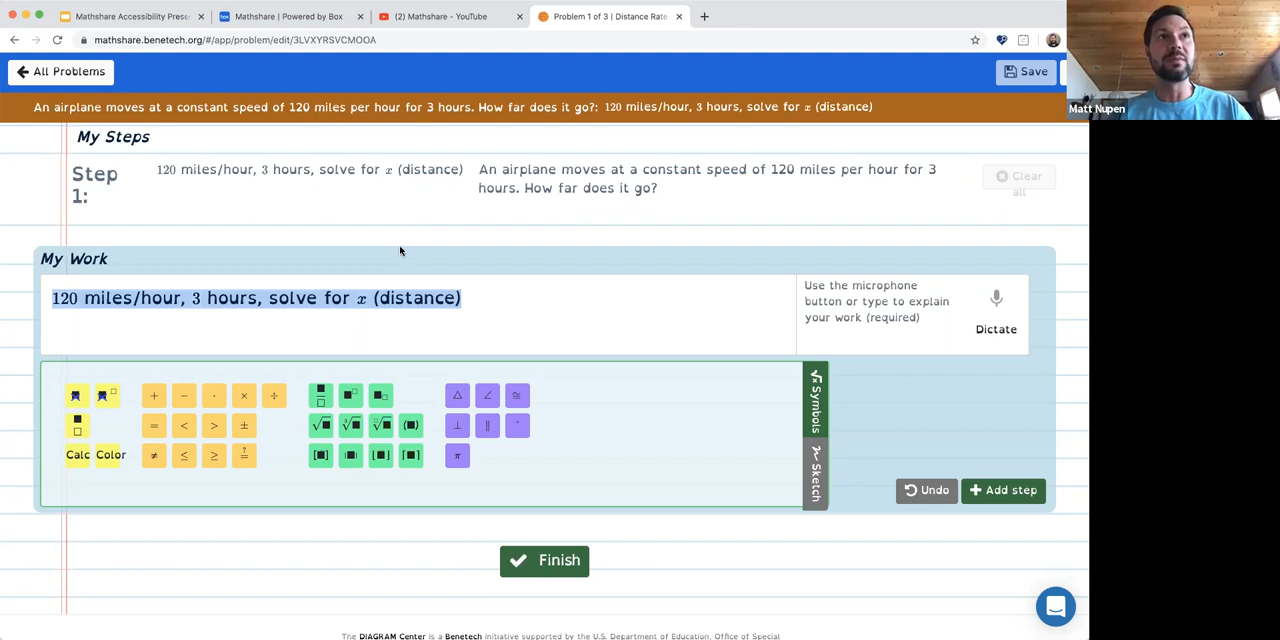 Mathshare Accessibility Prese
Mathshare | Powered by Box
(2) Mathshare - YouTube
Problem 1 of 3 | Distance Rate
mathshare.benetech.org/#/app/problem/edit/3LVXYRSVCMOOA
All Problems
Save
Matt Nupen
An airplane moves at a constant speed of 120 miles per hour for 3 hours. How far does it go?: 120 miles/hour, 3 hours, solve for x (distance)
My Steps
Step 1:
120 miles/hour, 3 hours, solve for x (distance)
An airplane moves at a constant speed of 120 miles per hour for 3
hours. How far does it go?
Clear
all
My Work
120 miles/hour, 3 hours, solve for x (distance)
Use the microphone
button or type to explain
your work (required)
Dictate
+ − · × ÷
= < > ±
≠ ≤ ≥ ≟
Calc Color
△ ∠ ≅
⊥ ∥ °
π
Symbols
Sketch
Undo
Add step
Finish
The DIAGRAM Center is a Benetech initiative supported by the U.S. Department of Education, Office of Special